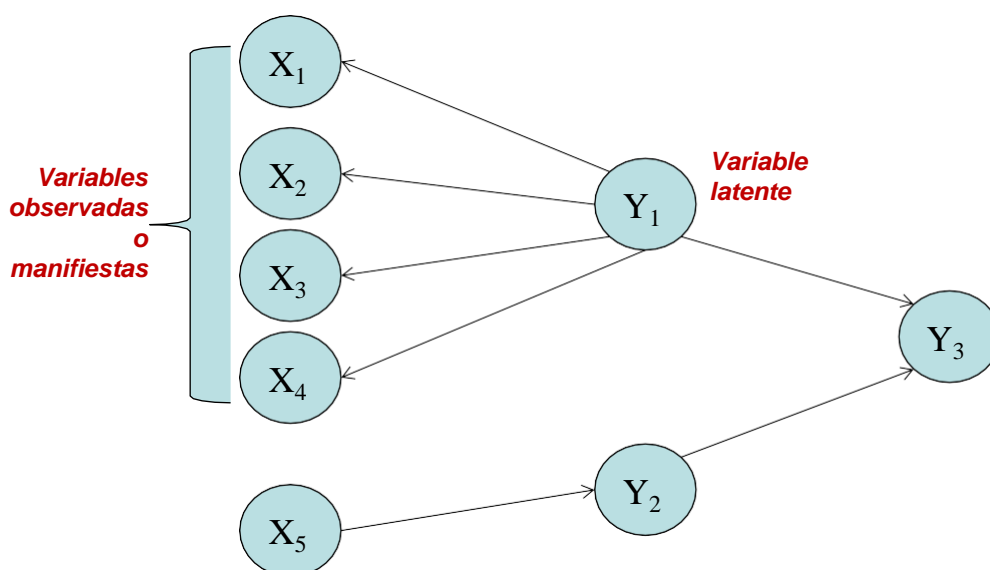 X1
X2
X3
X4
X5
Variables
observadas
o
manifiestas
Y1
Variable
latente
Y2
Y3